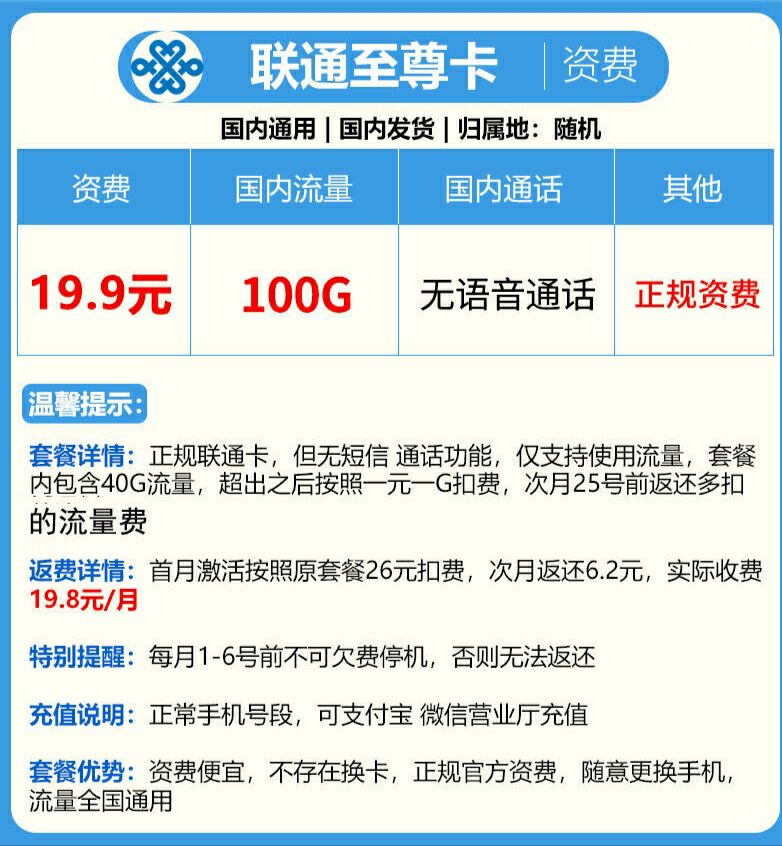 联通至尊卡 资费
国内通用 | 国内发货 | 归属地：随机
资费 国内流量 国内通话 其他
19.9元 100G 无语音通话 正规资费
温馨提示：
套餐详情：正规联通卡，但无短信 通话功能，仅支持使用流量，套餐
内包含40G流量，超出之后按照一元一G扣费，次月25号前返还多扣
的流量费
返费详情：首月激活按照原套餐26元扣费，次月返还6.2元，实际收费
19.8元/月
特别提醒：每月1-6号前不可欠费停机，否则无法返还
充值说明：正常手机号段，可支付宝 微信营业厅充值
套餐优势：资费便宜，不存在换卡，正规官方资费，随意更换手机，
流量全国通用